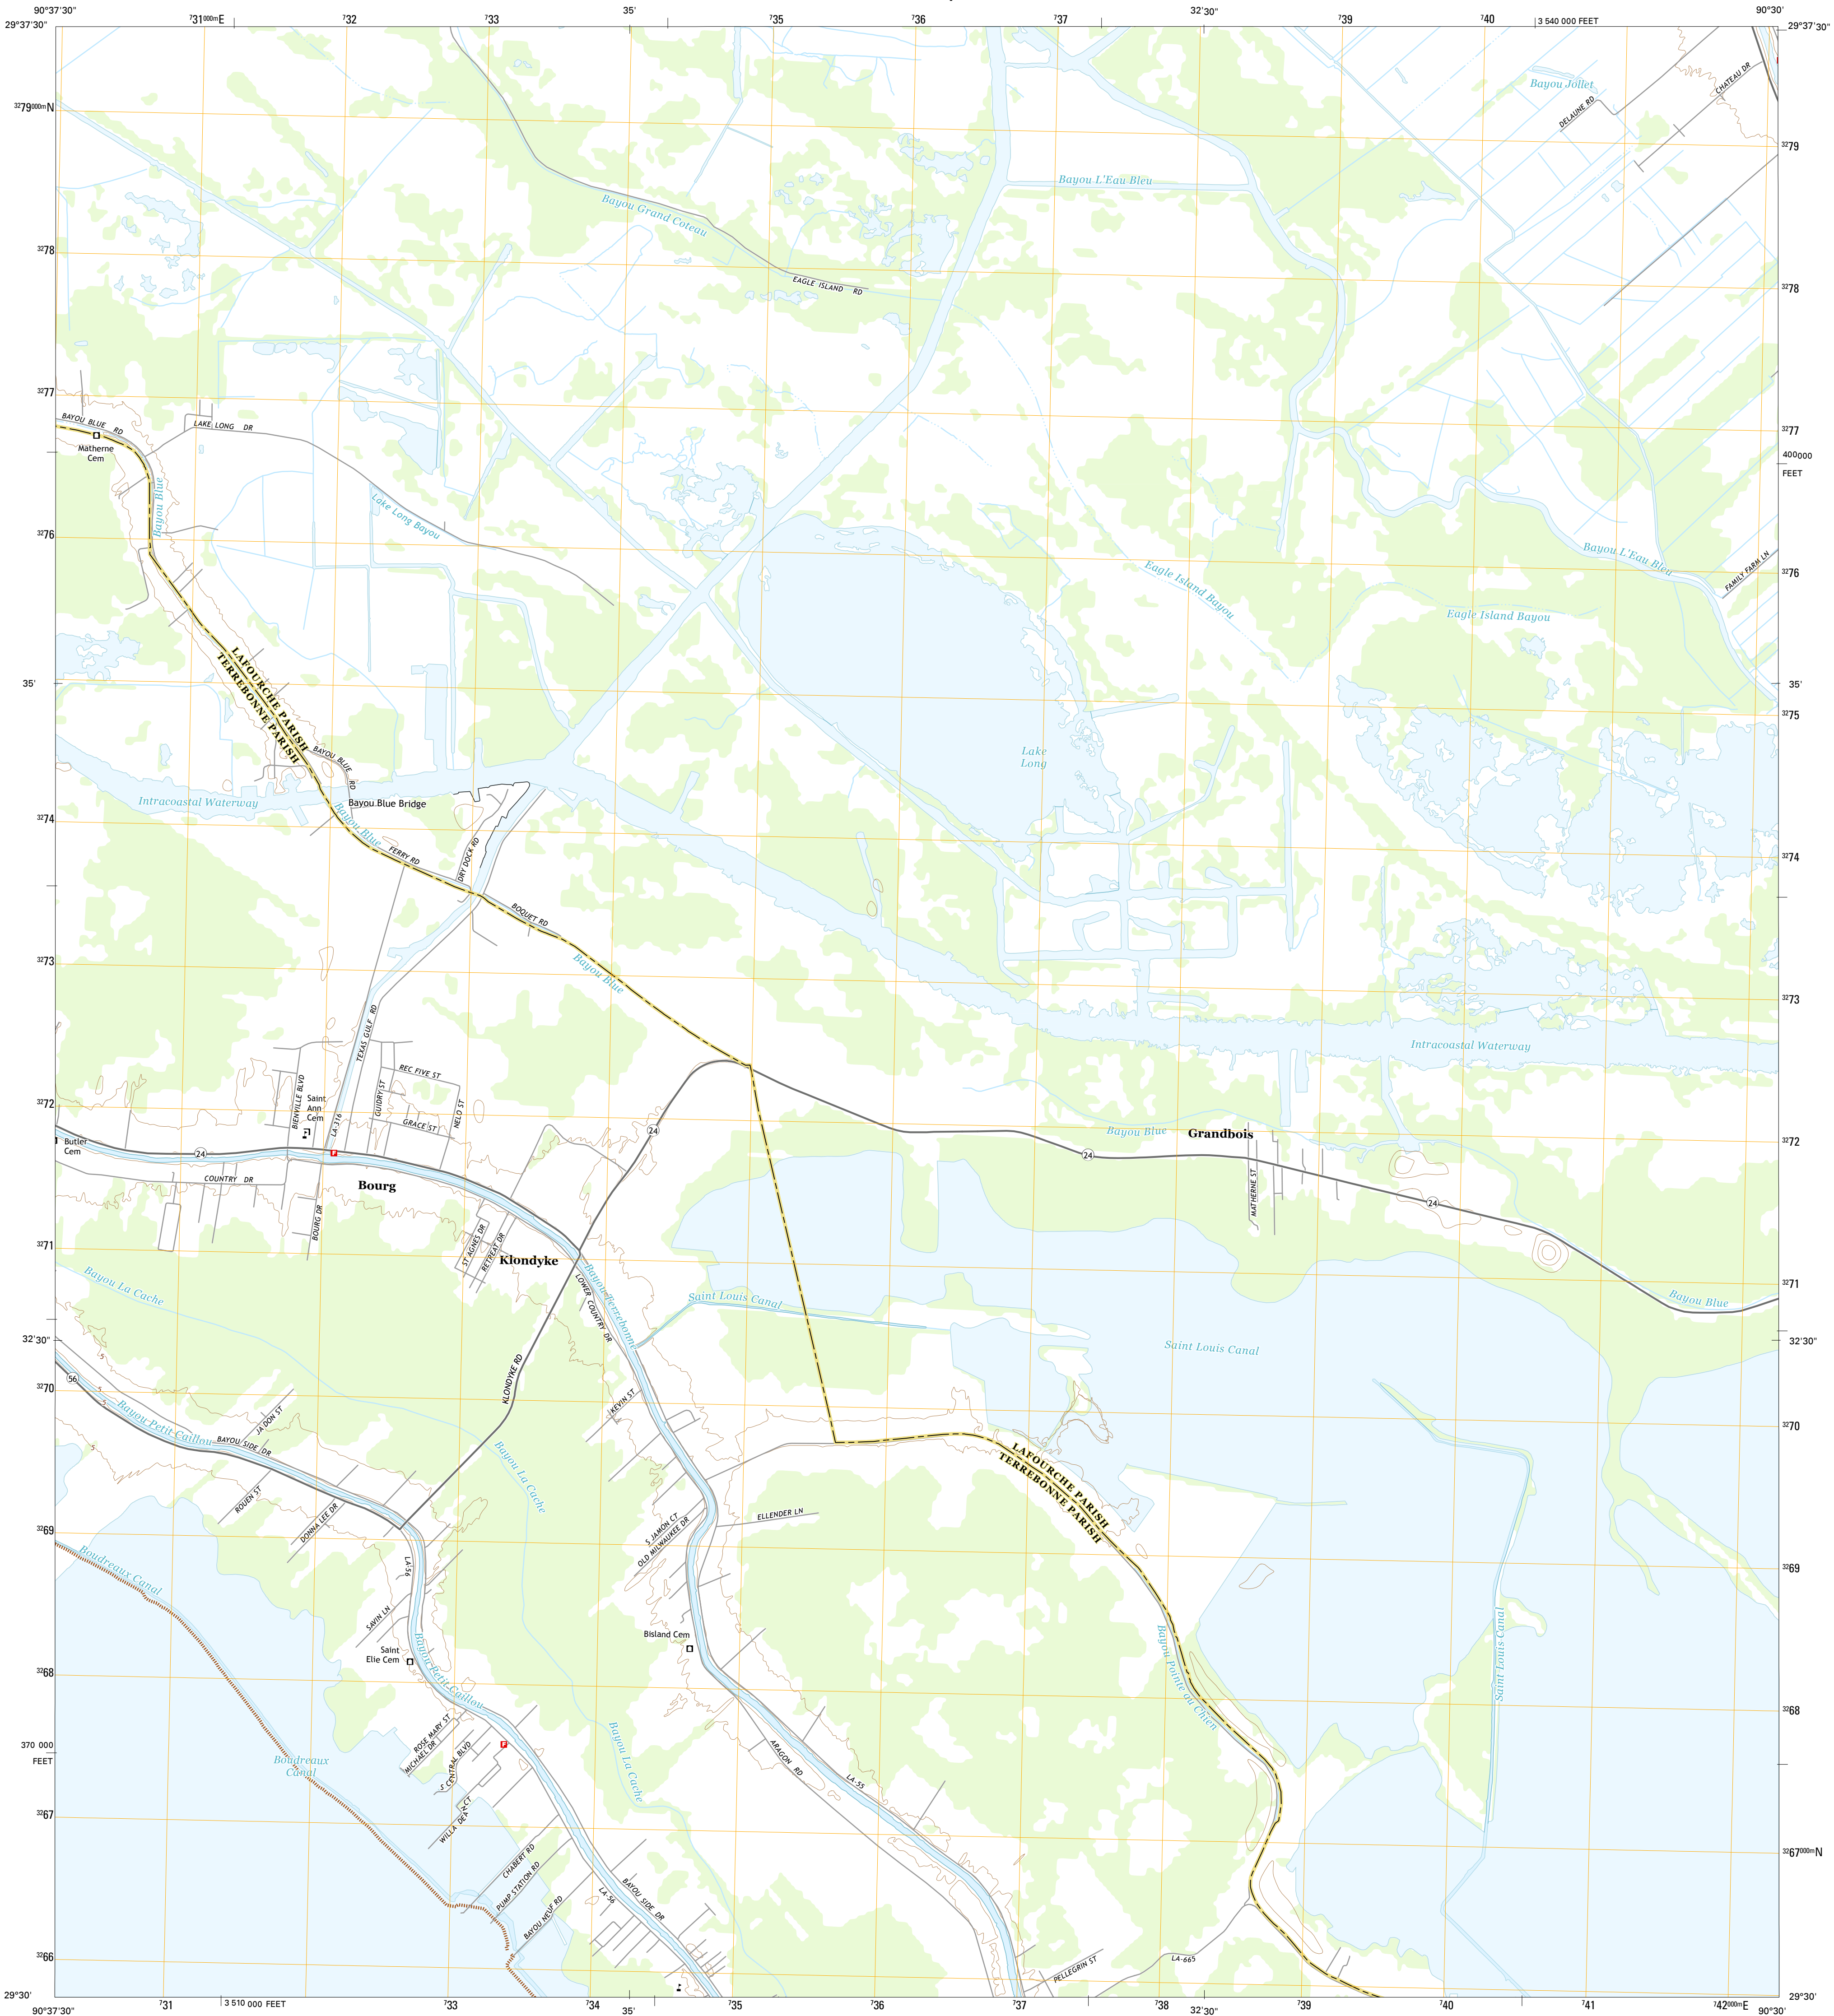 90°37'30"
⁷31⁰⁰⁰ᵐE
⁷32
⁷33
35'
⁷35
⁷36
⁷37
32'30"
⁷39
⁷40
3 540 000 FEET
90°30'
29°37'30"
29°37'30"
Bayou Jollet
CHATEAU DR
DELAUNE RD
³²79⁰⁰⁰ᵐN
³²79
Bayou L'Eau Bleu
Bayou Grand Coteau
³²78
EAGLE ISLAND RD
³²78
³²77
BAYOU BLUE RD
LAKE LONG DR
³²77
Matherne
Cem
400000
FEET
Bayou Blue
Lake Long Bayou
³²76
Bayou L'Eau Bleu
FAMILY FARM LN
³²76
Eagle Island Bayou
Eagle Island Bayou
LAFOURCHE PARISH
TERREBONNE PARISH
35'
35'
³²75
BAYOU BLUE RD
Lake
Long
Intracoastal Waterway
Bayou Blue Bridge
Bayou Blue
³²74
FERRY RD
DRY DOCK RD
³²74
BOQUET RD
Bayou Blue
³²73
³²73
TEXAS GULF RD
Intracoastal Waterway
REC FIVE ST
BIENVILLE BLVD
Saint
Ann
Cem
GUIDRY ST
NELO ST
³²72
LA-316
GRACE ST
24
Bayou Blue
Grandbois
³²72
Butler
Cem
24
24
COUNTRY DR
Bourg
MATHERNE ST
24
BOURG DR
ST AGNES DR
RETREAT DR
³²71
Klondyke
Bayou Terrebonne
LOWER COUNTRY DR
³²71
Bayou La Cache
Saint Louis Canal
Bayou Blue
32'30"
32'30"
Saint Louis Canal
5
56
KLONDYKE RD
³²70
5
5
KEVIN ST
³²70
Bayou Petit Caillou
JADON ST
BAYOU SIDE DR
5
Bayou La Cache
LAFOURCHE PARISH
TERREBONNE PARISH
ROUEN ST
DONNA LEE DR
ELLENDER LN
S JAMON CT
OLD MILWAUKEE DR
³²69
Boudreaux Canal
LA-56
³²69
SAVIN LN
Saint
Elie Cem
Bisland Cem
Bayou Petit Caillou
Bayou Pointe au Chien
Saint Louis Canal
³²68
³²68
ROSE MARY ST
MICHAEL DR
S CENTRAL BLVD
370 000
FEET
Boudreaux
Canal
Bayou La Cache
ARAGON RD
LA-55
³²67
WILLA DEAN CT
CHABERT RD
PUMP STATION RD
BAYOU NEUF RD
³²67⁰⁰⁰ᵐN
LA-56
BAYOU SIDE DR
³²66
PELLEGRIN ST
LA-665
29°30'
29°30'
90°37'30"
⁷31
3 510 000 FEET
⁷33
⁷34
35'
⁷35
⁷36
⁷37
⁷38
32'30"
⁷39
⁷40
⁷41
⁷42⁰⁰⁰ᵐE
90°30'